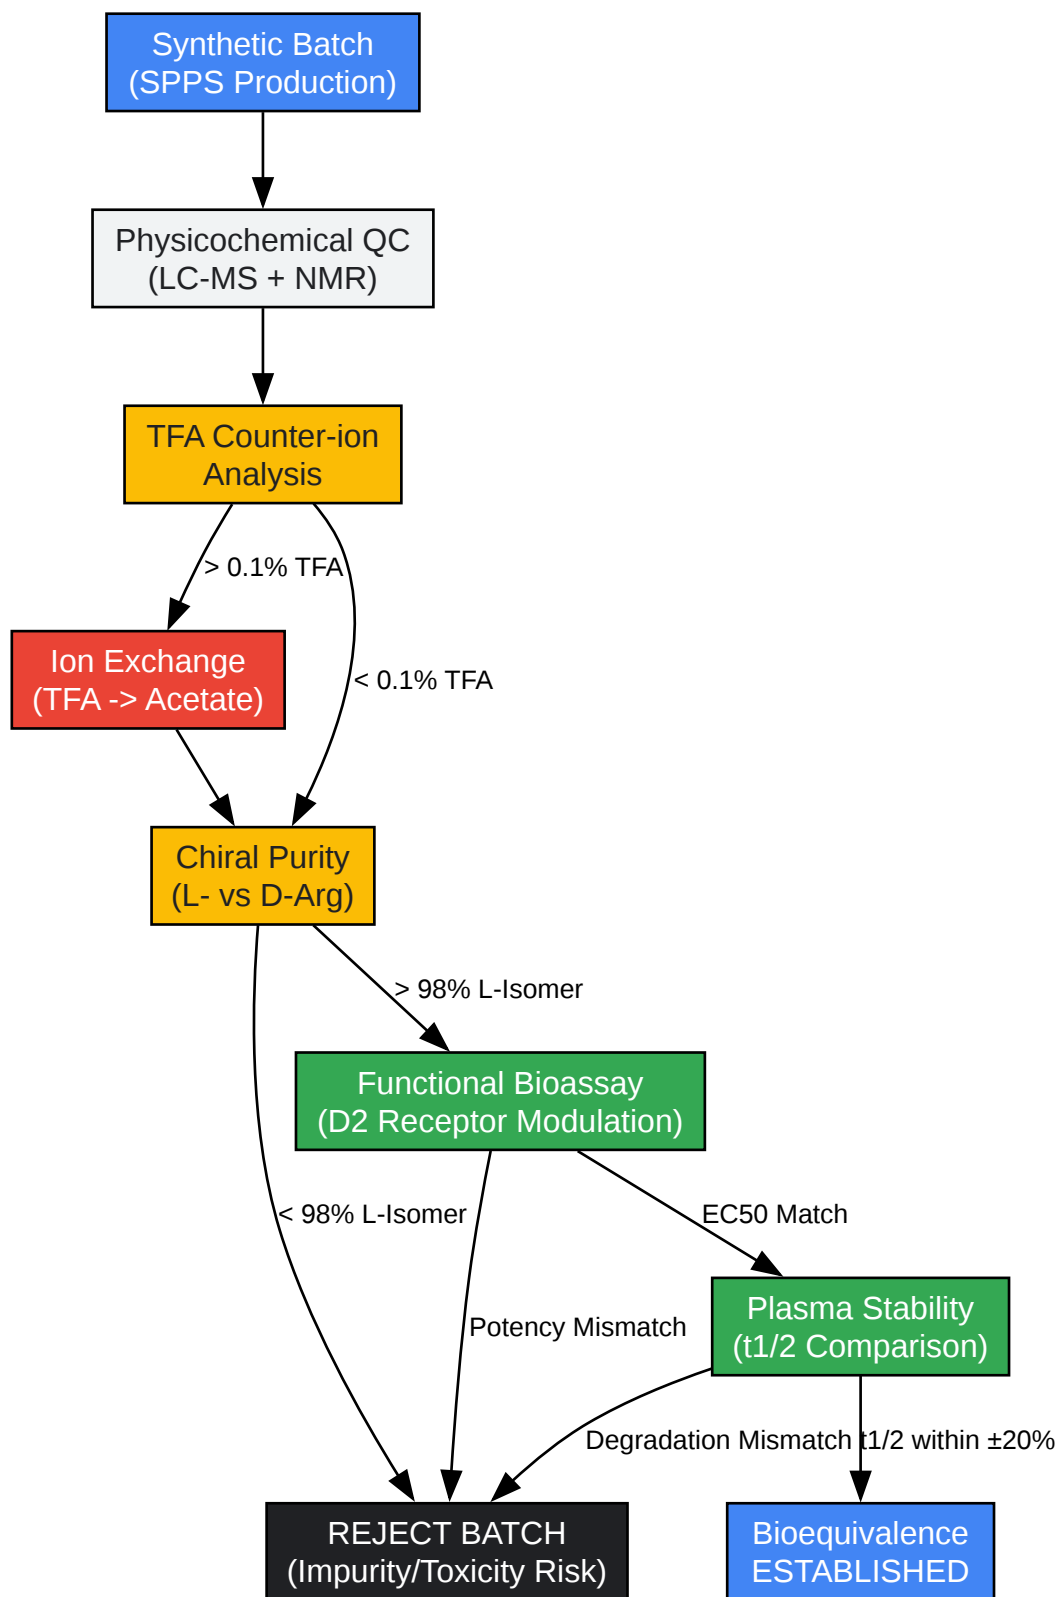 Synthetic Batch
(SPPS Production)
Physicochemical QC
(LC-MS + NMR)
TFA Counter-ion
Analysis
> 0.1% TFA
Ion Exchange
(TFA -> Acetate)
< 0.1% TFA
Chiral Purity
(L- vs D-Arg)
> 98% L-Isomer
Functional Bioassay
(D2 Receptor Modulation)
< 98% L-Isomer
EC50 Match
Potency Mismatch
Plasma Stability
(t1/2 Comparison)
Degradation Mismatch
t1/2 within ±20%
REJECT BATCH
(Impurity/Toxicity Risk)
Bioequivalence
ESTABLISHED